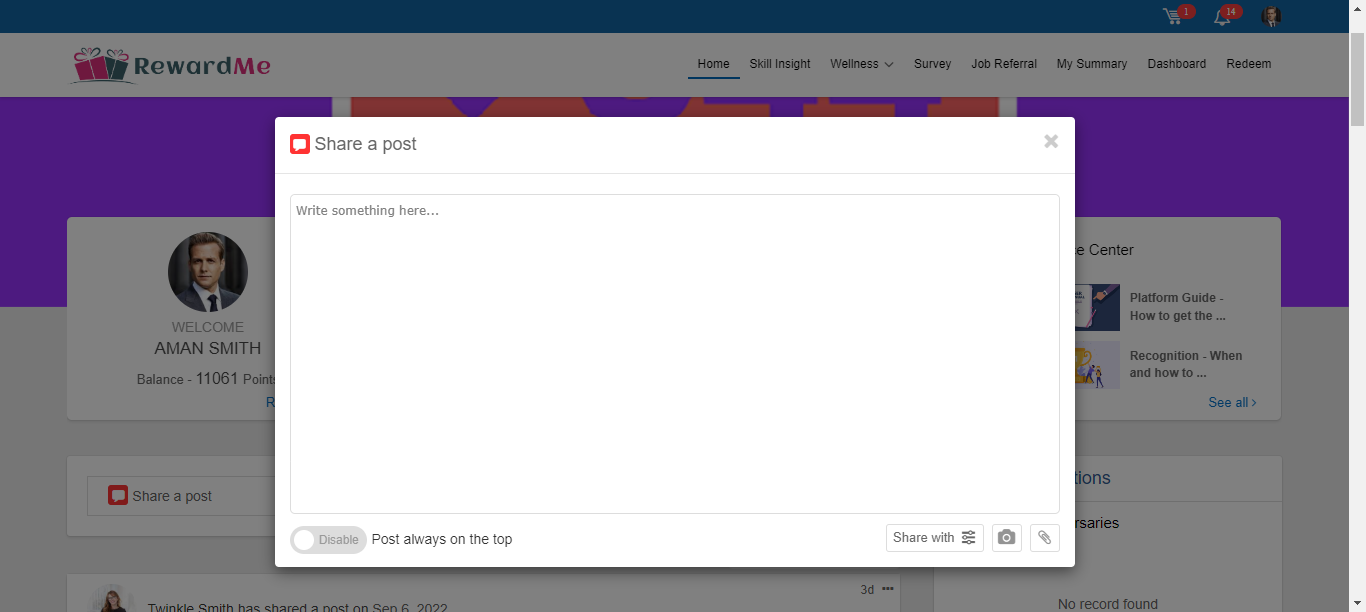 1
14
RewardMe
Home Skill Insight Wellness Survey Job Referral My Summary Dashboard Redeem
Share a post
Write something here...
Disable Post always on the top
Share with
WELCOME
AMAN SMITH
Balance - 11061 Points
Center
Platform Guide -
How to get the ...
Recognition - When
and how to ...
See all
Share a post
3d
Twinkle Smith has shared a post on Sep 6, 2022
No record found